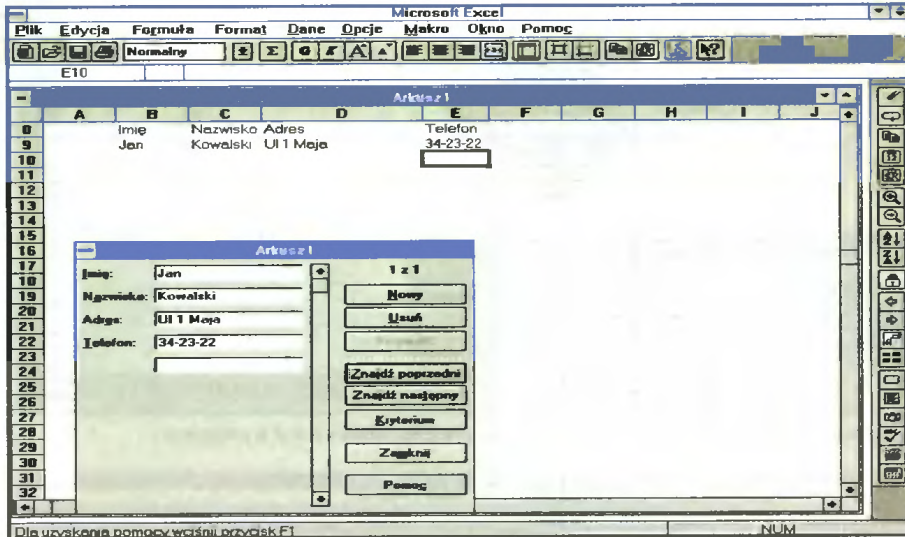 Microsoft Excel
Plik Edycja Formuła Format Dane Opcje Makro Okno Pomoc
Normalny Σ
E10
Arkusz1
A B C D E F G H I J
8 Imię Nazwisko Adres Telefon
9 Jan Kowalski Ul 1 Maja 34-23-22
10
11
12
13
14
15
16
17
18
19
20
21
22
23
24
25
26
27
28
29
30
31
32
Arkusz1
Imię: Jan 1 z 1
Nazwisko: Kowalski Nowy
Adres: Ul 1 Maja Usuń
Telefon: 34-23-22
Znajdź poprzedni
Znajdź następny
Kryterium
Zamknij
Pomoc
Dla uzyskania pomocy wciśnij przycisk F1 NUM